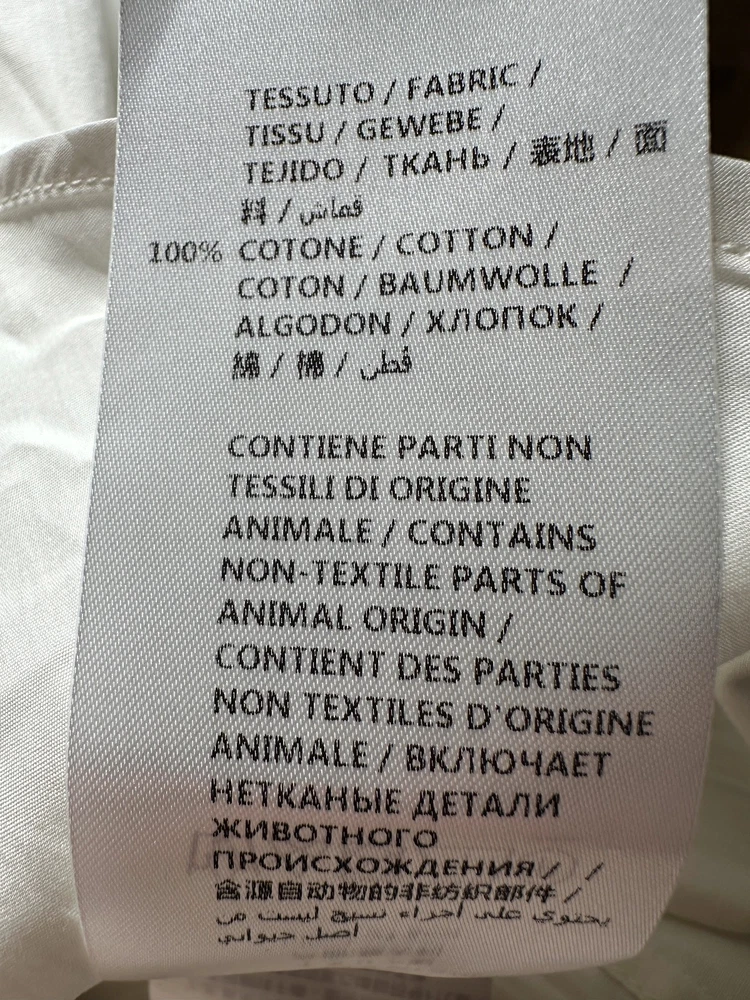 TESSUTO / FABRIC /
TISSU / GEWEBE /
TEJIDO / ТКАНЬ / 表地 / 面
料 / قماش
100% COTONE / COTTON /
COTON / BAUMWOLLE /
ALGODON / ХЛОПОК /
綿 / 棉 / قطن
CONTIENE PARTI NON
TESSILI DI ORIGINE
ANIMALE / CONTAINS
NON-TEXTILE PARTS OF
ANIMAL ORIGIN /
CONTIENT DES PARTIES
NON TEXTILES D'ORIGINE
ANIMALE / ВКЛЮЧАЕТ
НЕТКАНЫЕ ДЕТАЛИ
ЖИВОТНОГО
ПРОИСХОЖДЕНИЯ / /
含源自动物的非纺织部件 /
يحتوي على أجزاء نسيج ليست من
أصل حيواني